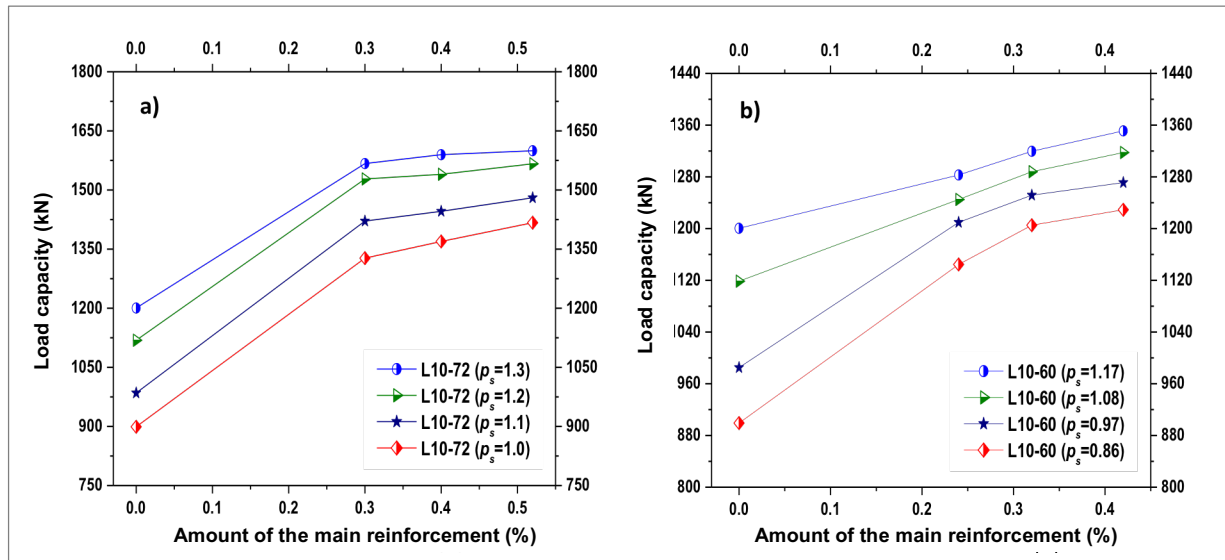 0.0 0.1 0.2 0.3 0.4 0.5
1800 1800
a)
1650 1650
1500 1500
1350 1350
1200 1200
1050 1050
900 900
750 750
Load capacity (kN)
L10-72 (ps=1.3)
L10-72 (ps=1.2)
L10-72 (ps=1.1)
L10-72 (ps=1.0)
0.0 0.1 0.2 0.3 0.4 0.5
Amount of the main reinforcement (%)
0.0 0.1 0.2 0.3 0.4
1440 1440
b)
1360 1360
1280 1280
1200 1200
1120 1120
1040 1040
960 960
880 880
800 800
Load capacity (kN)
L10-60 (ps=1.17)
L10-60 (ps=1.08)
L10-60 (ps=0.97)
L10-60 (ps=0.86)
0.0 0.1 0.2 0.3 0.4
Amount of the main reinforcement (%)